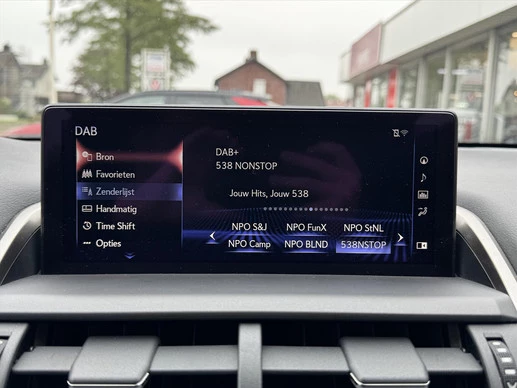 DAB
Bron
Favorieten
Zenderlijst
Handmatig
Time Shift
Opties
DAB+
538 NONSTOP
Jouw Hits, Jouw 538
NPO S&J NPO FunX NPO StNL
NPO Camp NPO BLND 538NSTOP